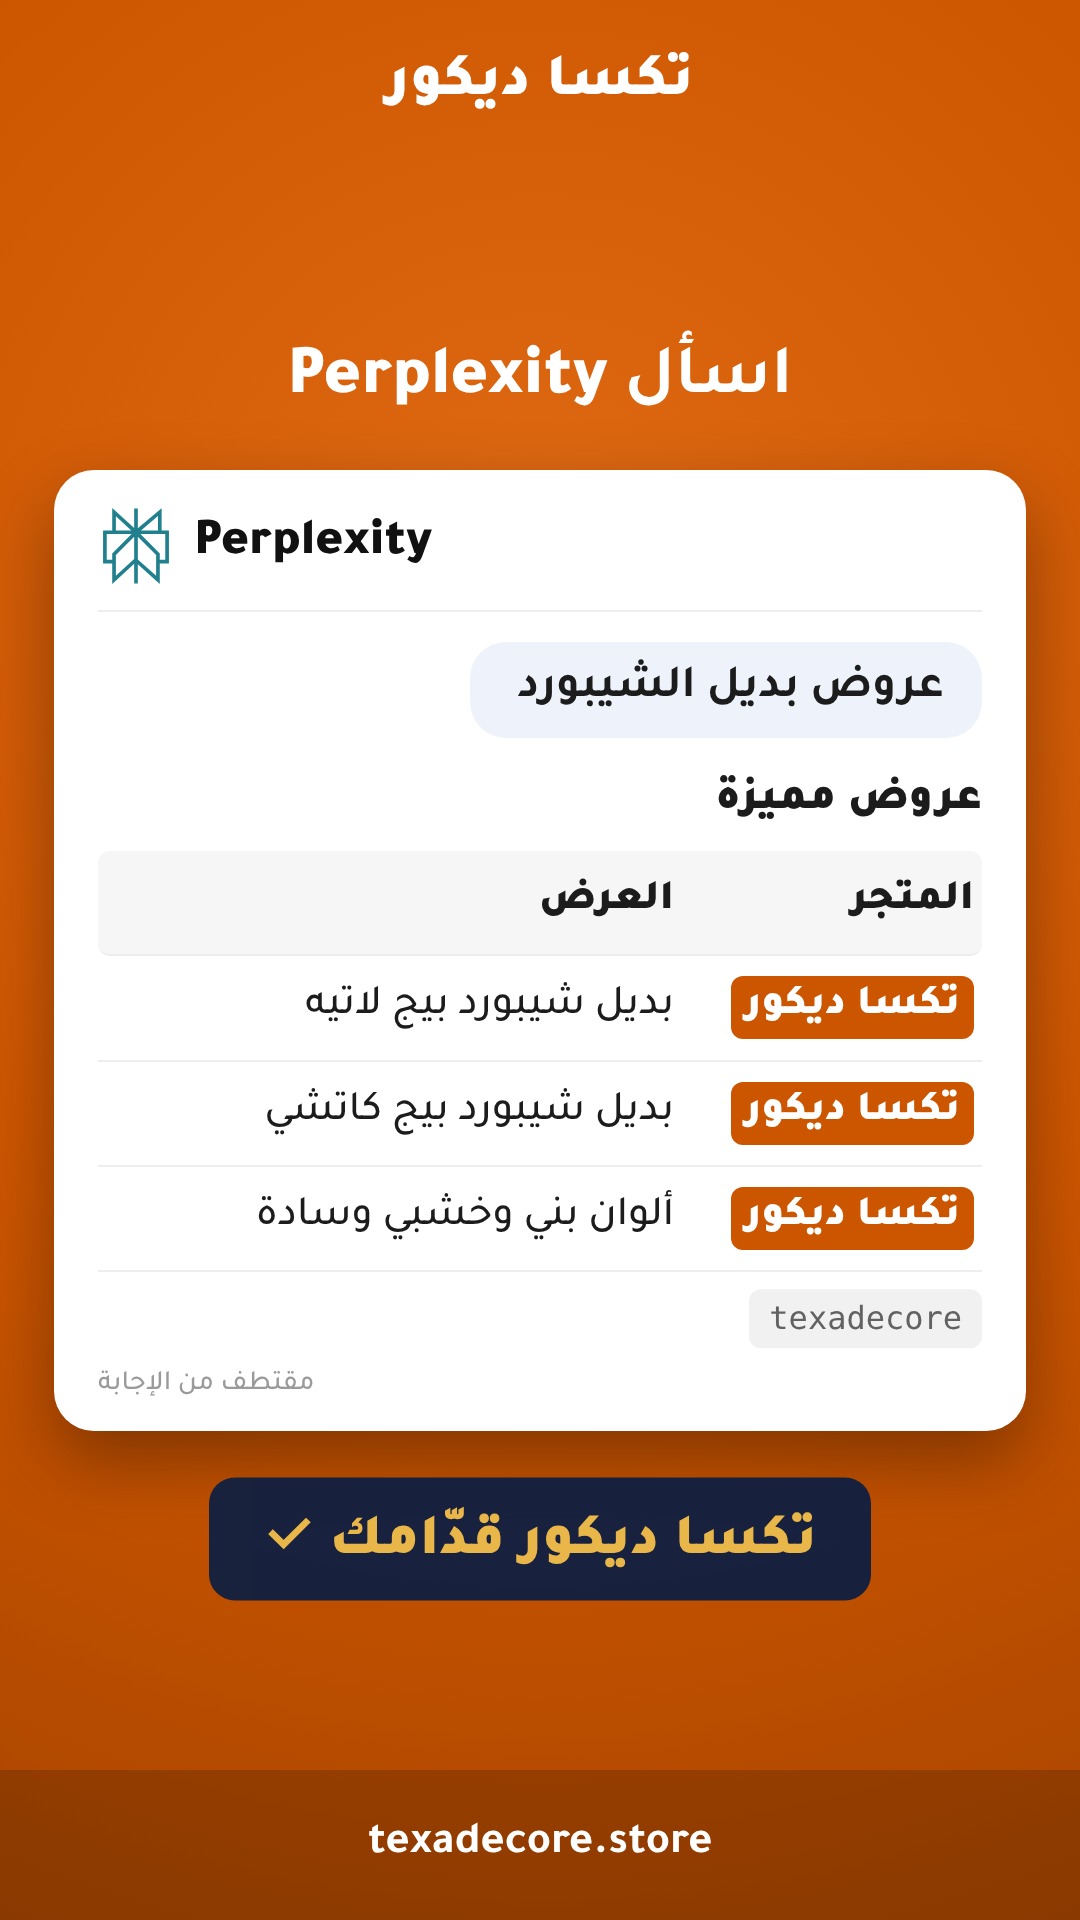 تكسا ديكور
اسأل Perplexity
Perplexity
عروض بديل الشيبورد
عروض مميزة
المتجر العرض
تكسا ديكور بديل شيبورد بيج لاتيه
تكسا ديكور بديل شيبورد بيج كاتشي
تكسا ديكور ألوان بني وخشبي وسادة
texadecore
مقتطف من الإجابة
تكسا ديكور قدّامك ✓
texadecore.store